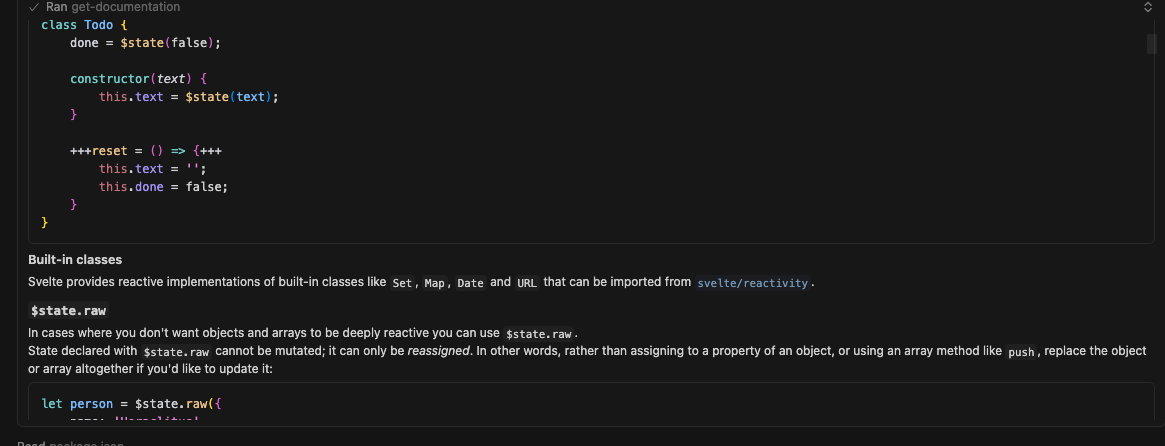 Ran get-documentation
class Todo {
done = $state(false);
constructor(text) {
this.text = $state(text);
}
+++reset = () => {+++
this.text = '';
this.done = false;
}
}
Built-in classes
Svelte provides reactive implementations of built-in classes like Set, Map, Date and URL that can be imported from svelte/reactivity.
$state.raw
In cases where you don't want objects and arrays to be deeply reactive you can use $state.raw.
State declared with $state.raw cannot be mutated; it can only be reassigned. In other words, rather than assigning to a property of an object, or using an array method like push, replace the object
or array altogether if you'd like to update it:
let person = $state.raw({